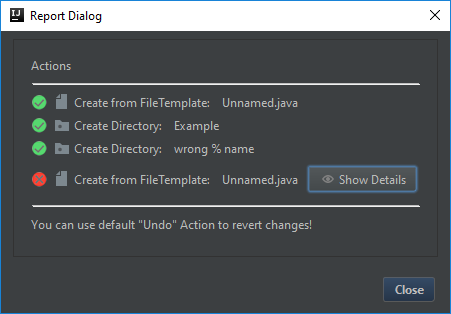 IJ Report Dialog
Actions
Create from FileTemplate: Unnamed.java
Create Directory: Example
Create Directory: wrong % name
Create from FileTemplate: Unnamed.java Show Details
You can use default "Undo" Action to revert changes!
Close